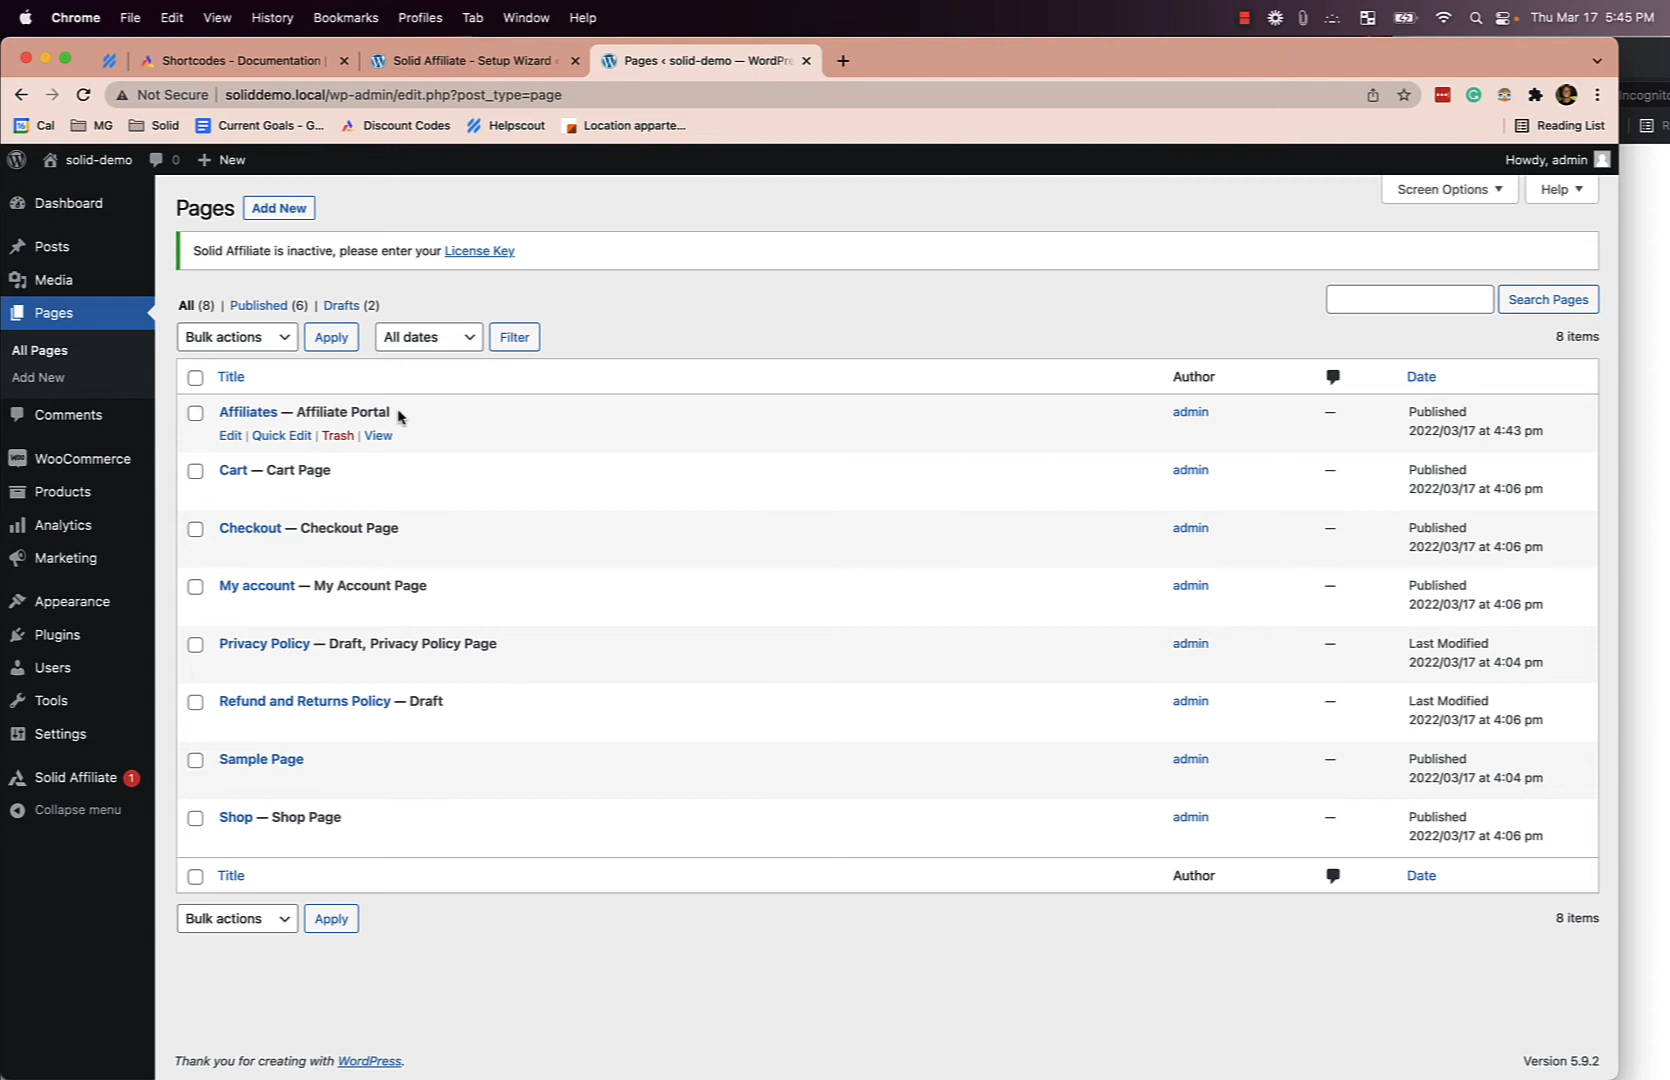 Chrome File Edit View History Bookmarks Profiles Tab Window Help Thu Mar 17 5:45 PM
Shortcodes - Documentation | Solid Affiliate - Setup Wizard ‹ Pages ‹ solid-demo — WordPre
Not Secure | soliddemo.local/wp-admin/edit.php?post_type=page Incognito
Cal MG Solid Current Goals - G... Discount Codes Helpscout Location apparte... Reading List
solid-demo 0 New Howdy, admin
Screen Options Help
Dashboard
Posts
Media
Pages
All Pages
Add New
Comments
WooCommerce
Products
Analytics
Marketing
Appearance
Plugins
Users
Tools
Settings
Solid Affiliate 1
Collapse menu
Pages Add New
Solid Affiliate is inactive, please enter your License Key
All (8) | Published (6) | Drafts (2)
Search Pages
Bulk actions Apply All dates Filter 8 items
Title Author Date
Affiliates — Affiliate Portal admin — Published
Edit | Quick Edit | Trash | View 2022/03/17 at 4:43 pm
Cart — Cart Page admin — Published
2022/03/17 at 4:06 pm
Checkout — Checkout Page admin — Published
2022/03/17 at 4:06 pm
My account — My Account Page admin — Published
2022/03/17 at 4:06 pm
Privacy Policy — Draft, Privacy Policy Page admin — Last Modified
2022/03/17 at 4:04 pm
Refund and Returns Policy — Draft admin — Last Modified
2022/03/17 at 4:06 pm
Sample Page admin — Published
2022/03/17 at 4:04 pm
Shop — Shop Page admin — Published
2022/03/17 at 4:06 pm
Title Author Date
Bulk actions Apply 8 items
Thank you for creating with WordPress. Version 5.9.2